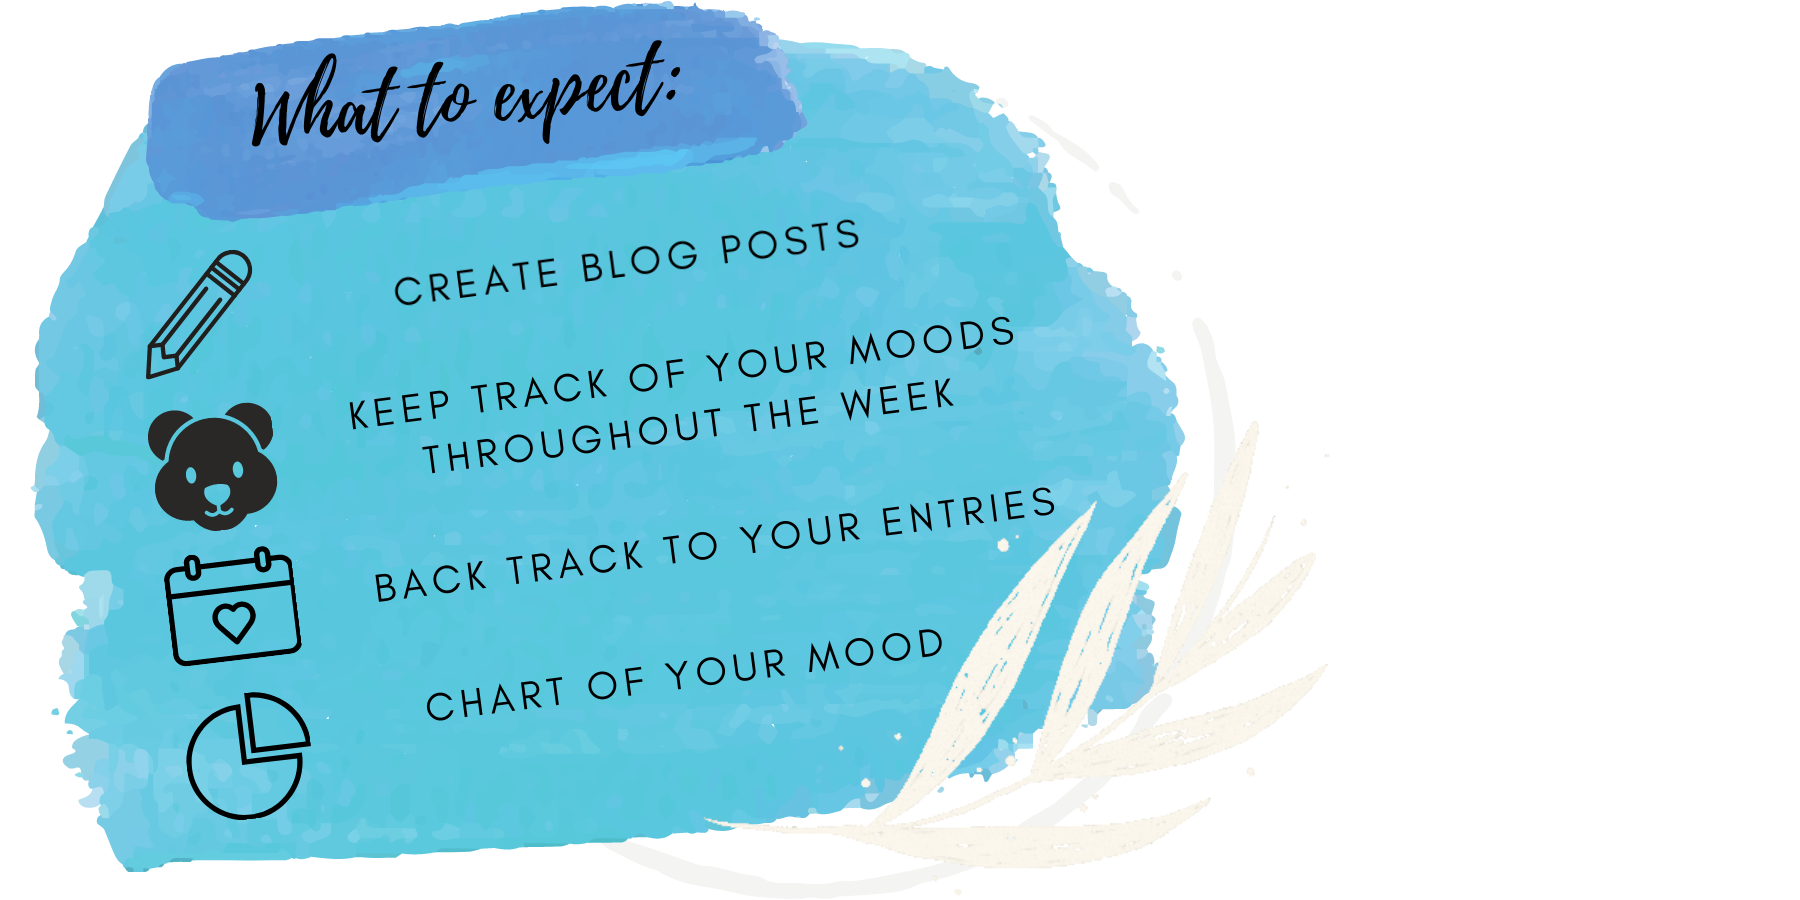 What to expect:
CREATE BLOG POSTS
KEEP TRACK OF YOUR MOODS
THROUGHOUT THE WEEK
BACK TRACK TO YOUR ENTRIES
CHART OF YOUR MOOD